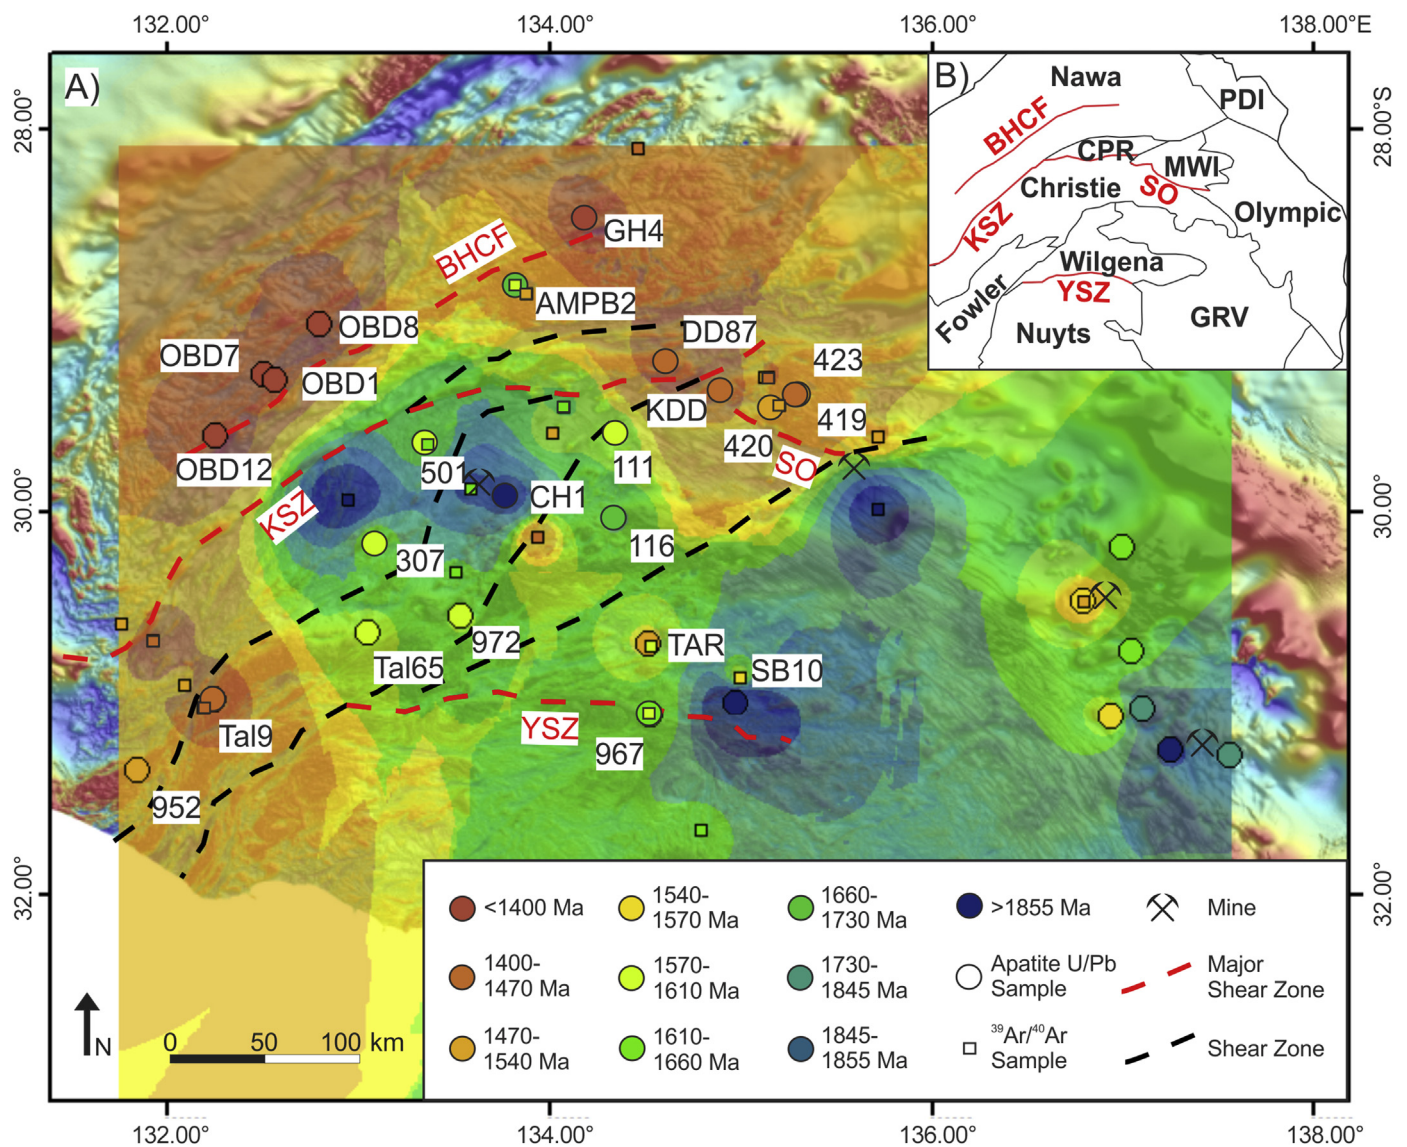 132.00°
134.00°
136.00°
138.00°E
A)
B)
28.00°
28.00°S
30.00°
30.00°
32.00°
32.00°
Nawa
PDI
BHCF
CPR
MWI
Christie
SO
KSZ
Olympic
Wilgena
YSZ
Fowler
Nuyts
GRV
GH4
BHCF
AMPB2
OBD8
DD87
OBD7
423
OBD1
KDD
419
420
OBD12
SO
111
501
CH1
KSZ
116
307
972
TAR
Tal65
SB10
YSZ
Tal9
967
952
<1400 Ma
1540-
1570 Ma
1660-
1730 Ma
>1855 Ma
Mine
1400-
1470 Ma
1570-
1610 Ma
1730-
1845 Ma
Apatite U/Pb
Sample
Major
Shear Zone
1470-
1540 Ma
1610-
1660 Ma
1845-
1855 Ma
³⁹Ar/⁴⁰Ar
Sample
Shear Zone
N
0 50 100 km
132.00°
134.00°
136.00°
138.00°